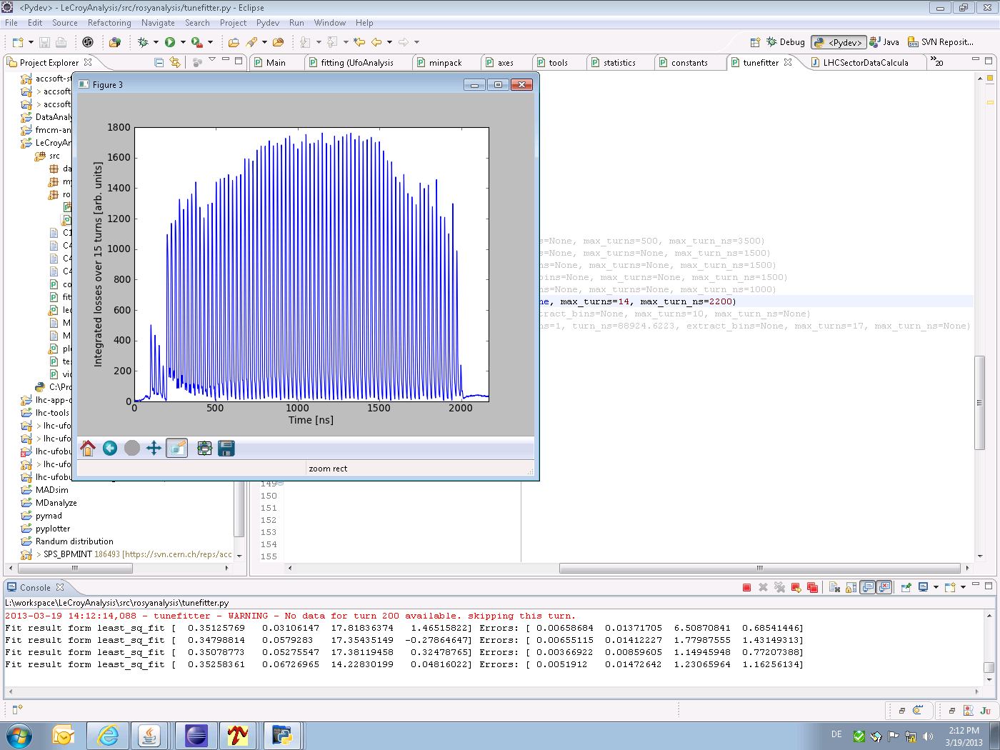 <Pydev> - LeCroyAnalysis/src/rosyanalysis/tunefitter.py - Eclipse
File Edit Source Refactoring Navigate Search Project Pydev Run Window Help
Debug <Pydev> Java SVN Reposit...
Project Explorer
Main fitting (UfoAnalysis minpack axes tools statistics constants tunefitter LHCSectorDataCalcula 20
accsoft-st
> accsoft
> accsoft
DataAnaly
fmcm-an
LeCroyAn
src
da
my
ro
C1
C4
C4
C4
co
fit
lec
M
M
plo
te
vio
C:\Pro
lhc-app-c
lhc-tools
> lhc-ufo
> lhc-ufo
lhc-ufobu
> lhc-ufo
lhc-ufobu
MADsim
MDanalyze
pymad
pyplotter
Randum distribution
> SPS_BPMINT 186493 [https://svn.cern.ch/reps/acc
Figure 3
Integrated losses over 15 turns [arb. units]
1800
1600
1400
1200
1000
800
600
400
200
0
0 500 1000 1500 2000
Time [ns]
zoom rect
s=None, max_turns=500, max_turn_ns=3500)
s=None, max_turns=None, max_turn_ns=1500)
ns=None, max_turns=None, max_turn_ns=1500)
bins=None, max_turns=None, max_turn_ns=1500)
ns=None, max_turns=None, max_turn_ns=1000)
ne, max_turns=14, max_turn_ns=2200)
tract_bins=None, max_turns=10, max_turn_ns=None)
ns=1, turn_ns=88924.6223, extract_bins=None, max_turns=17, max_turn_ns=None)
149
150
151
152
153
154
155
Console
L:\workspace\LeCroyAnalysis\src\rosyanalysis\tunefitter.py
2013-03-19 14:12:14,088 - tunefitter - WARNING - No data for turn 200 available. skipping this turn.
Fit result form least_sq_fit [ 0.35125769 0.03106147 17.81836374 1.46515822] Errors: [ 0.00658684 0.01371705 6.50870841 0.68541446]
Fit result form least_sq_fit [ 0.34798814 0.0579283 17.35435149 -0.27864647] Errors: [ 0.00655115 0.01412227 1.77987555 1.43149313]
Fit result form least_sq_fit [ 0.35078773 0.05275547 17.38119458 0.32478765] Errors: [ 0.00366922 0.00859605 1.14945948 0.77207388]
Fit result form least_sq_fit [ 0.35258361 0.06726965 14.22830199 0.04816022] Errors: [ 0.0051912 0.01472642 1.23065964 1.16256134]
DE
2:12 PM
3/19/2013